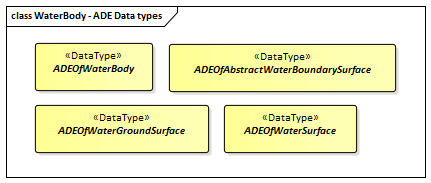 class WaterBody - ADE Data types
«DataType»
ADEOfWaterBody
«DataType»
ADEOfAbstractWaterBoundarySurface
«DataType»
ADEOfWaterGroundSurface
«DataType»
ADEOfWaterSurface